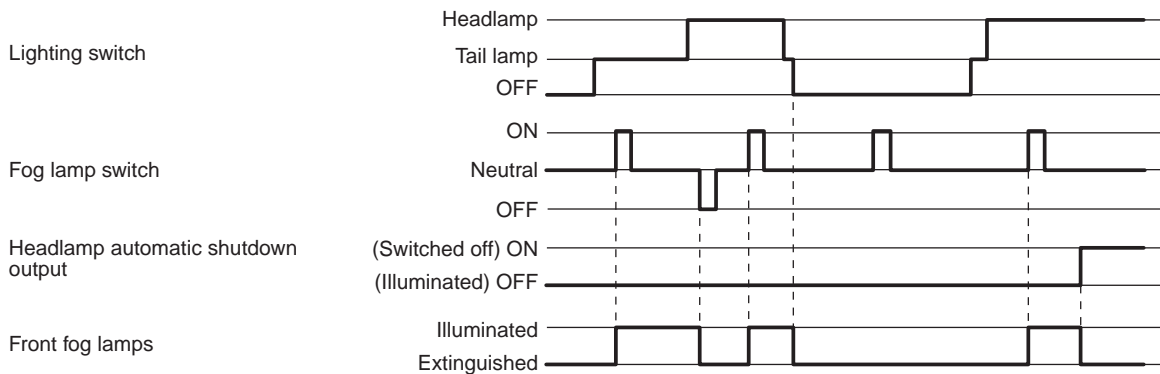 Lighting switch
Headlamp
Tail lamp
OFF
Fog lamp switch
ON
Neutral
OFF
Headlamp automatic shutdown
output
(Switched off) ON
(Illuminated) OFF
Front fog lamps
Illuminated
Extinguished